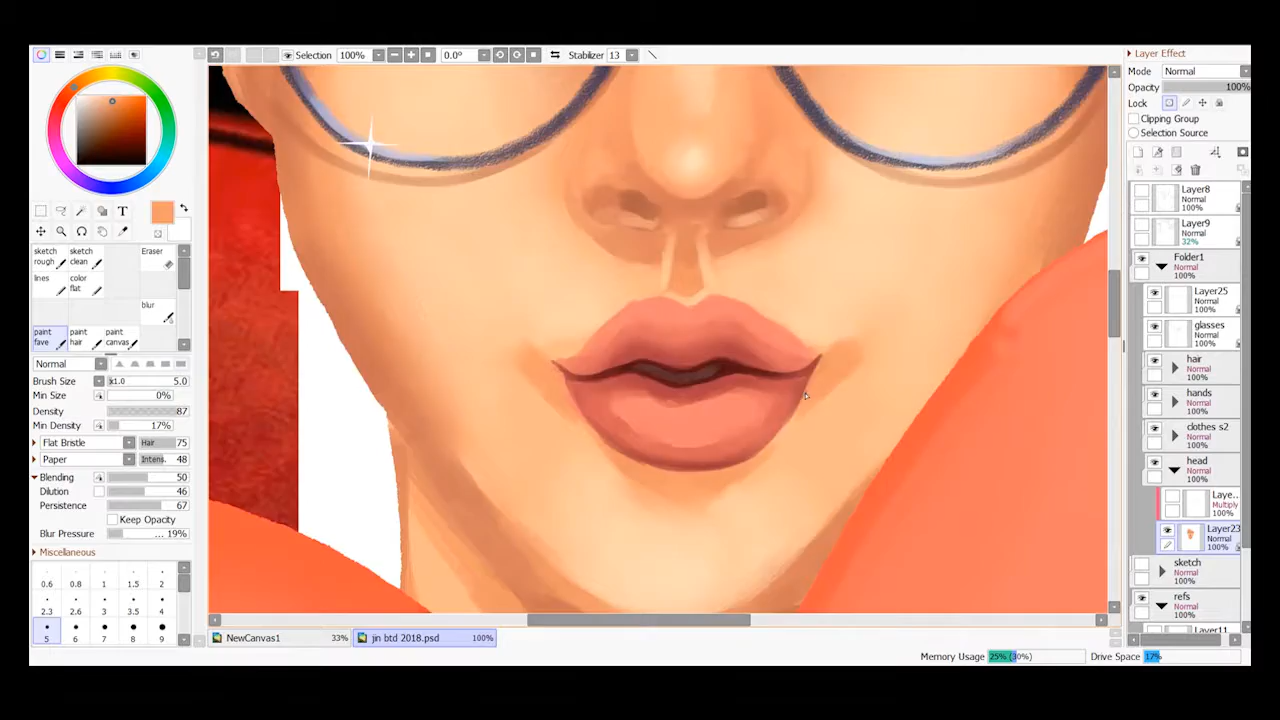 Selection 100% 0.0° Stabilizer 13
T
sketch rough
sketch clean
Eraser
lines
color flat
blur
paint fave
paint hair
paint canvas
Normal
Brush Size x1.0 5.0
Min Size 0%
Density 87
Min Density 17%
Flat Bristle Hair 75
Paper Intens. 48
Blending 50
Dilution 46
Persistence 67
Keep Opacity
Blur Pressure ... 19%
Miscellaneous
0.6 0.8 1 1.5 2
2.3 2.6 3 3.5 4
5 6 7 8 9
NewCanvas1 33%
jin btd 2018.psd 100%
Memory Usage 25% (30%)
Drive Space 17%
Layer Effect
Mode Normal
Opacity 100%
Lock
Clipping Group
Selection Source
Layer8
Normal
100%
Layer9
Normal
32%
Folder1
Normal
100%
Layer25
Normal
100%
glasses
Normal
100%
hair
Normal
100%
hands
Normal
100%
clothes s2
Normal
100%
head
Normal
100%
Laye...
Multiply
100%
Layer23
Normal
100%
sketch
Normal
100%
refs
Normal
100%
Layer11